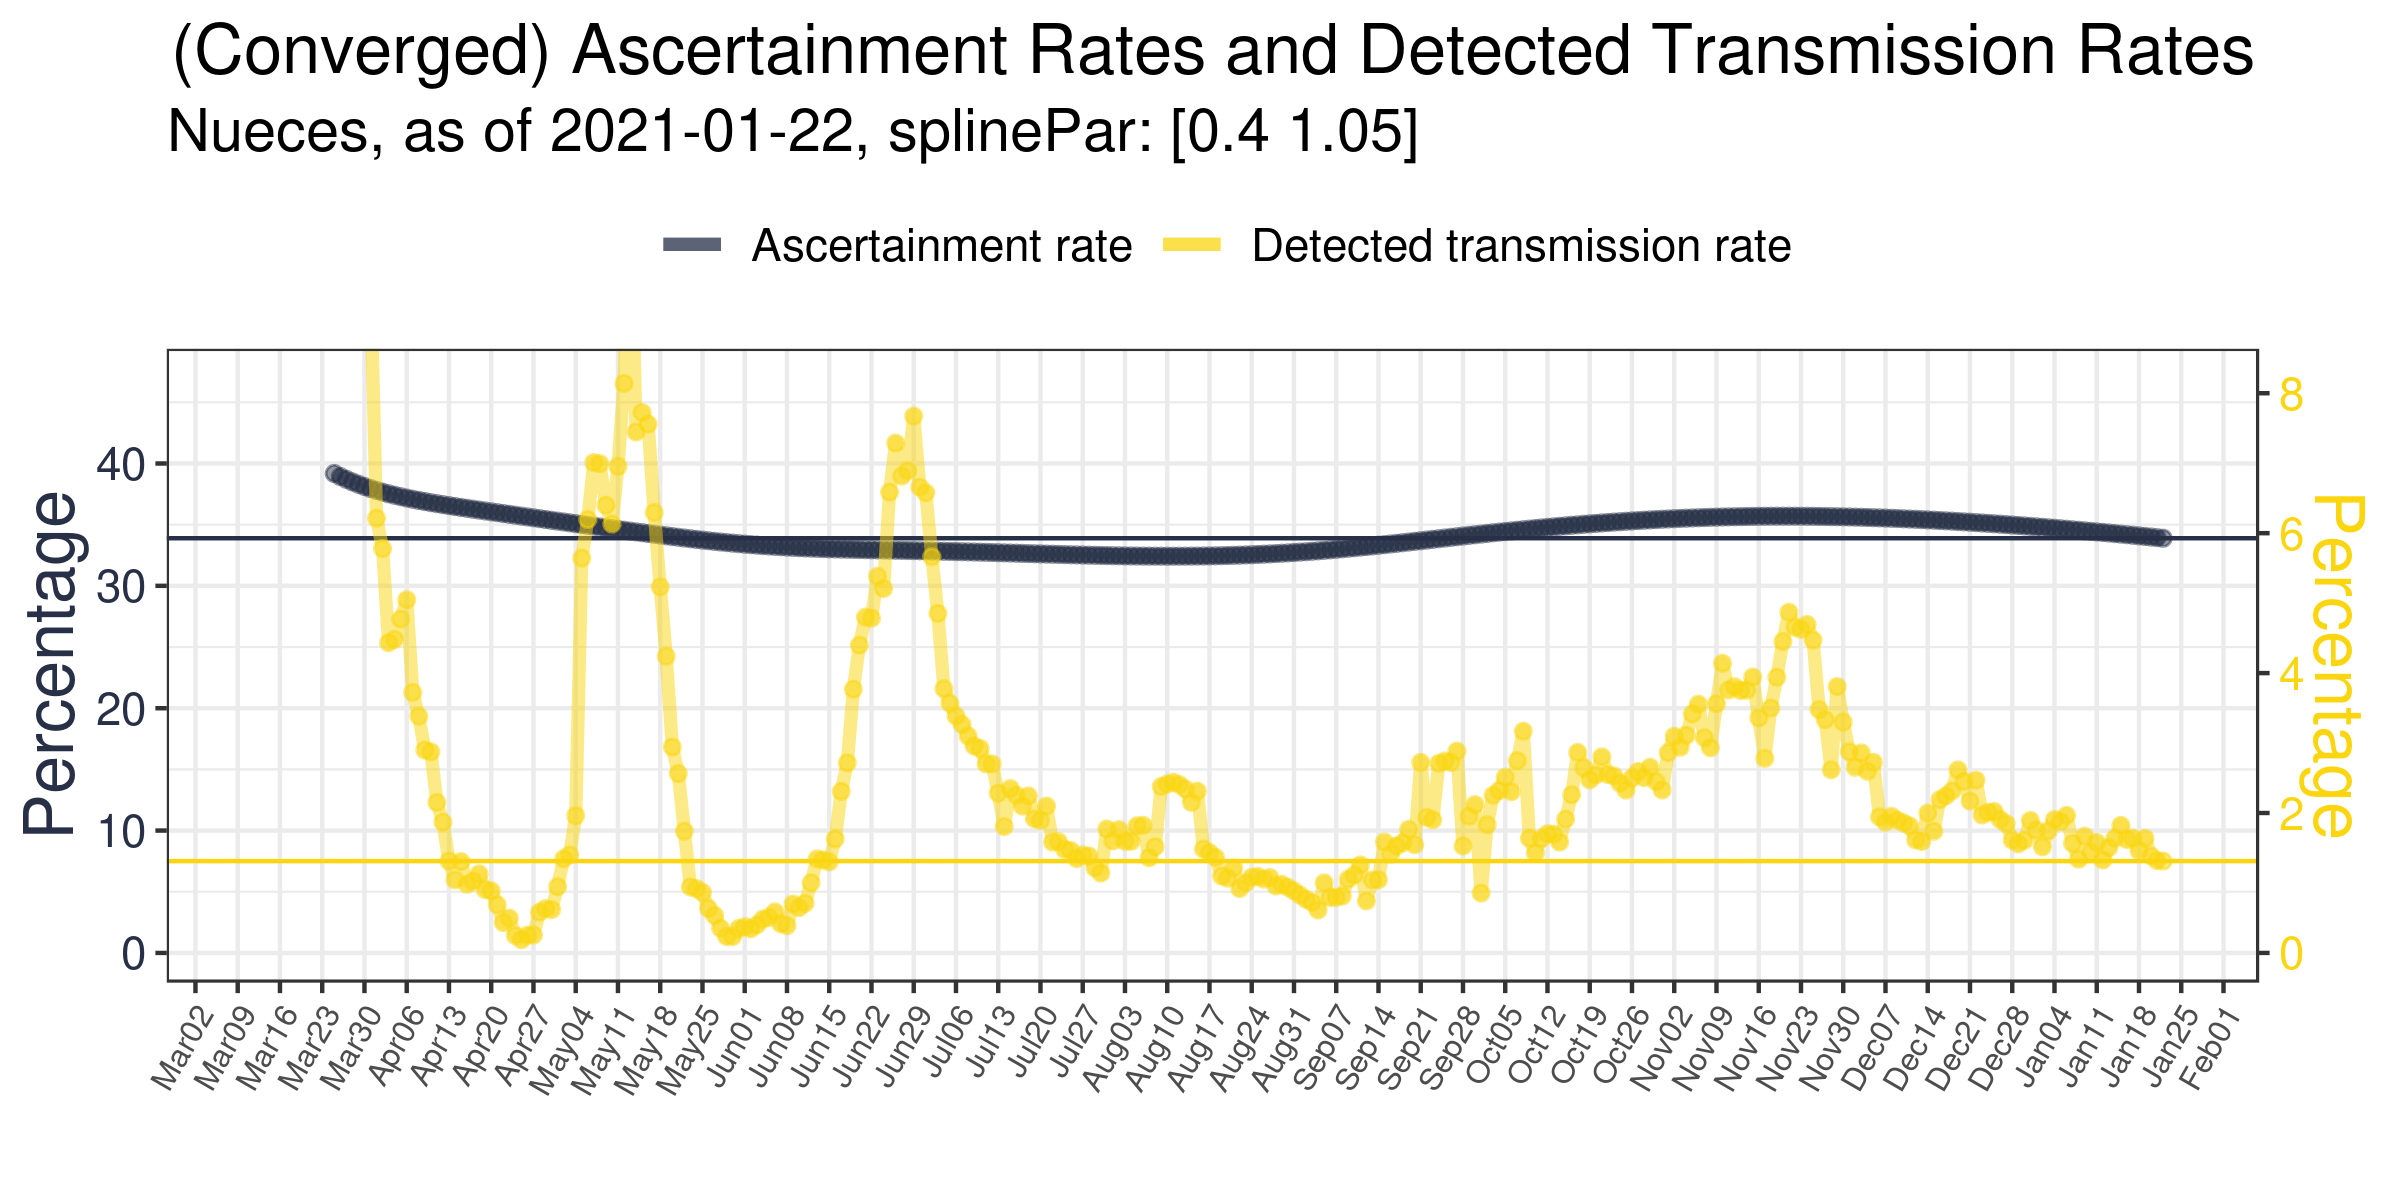 (Converged) Ascertainment Rates and Detected Transmission Rates
Nueces, as of 2021-01-22, splinePar: [0.4 1.05]
Ascertainment rate
Detected transmission rate
Percentage
40
30
20
10
0
8
6
4
2
0
Percentage
Mar02
Mar09
Mar16
Mar23
Mar30
Apr06
Apr13
Apr20
Apr27
May04
May11
May18
May25
Jun01
Jun08
Jun15
Jun22
Jun29
Jul06
Jul13
Jul20
Jul27
Aug03
Aug10
Aug17
Aug24
Aug31
Sep07
Sep14
Sep21
Sep28
Oct05
Oct12
Oct19
Oct26
Nov02
Nov09
Nov16
Nov23
Nov30
Dec07
Dec14
Dec21
Dec28
Jan04
Jan11
Jan18
Jan25
Feb01